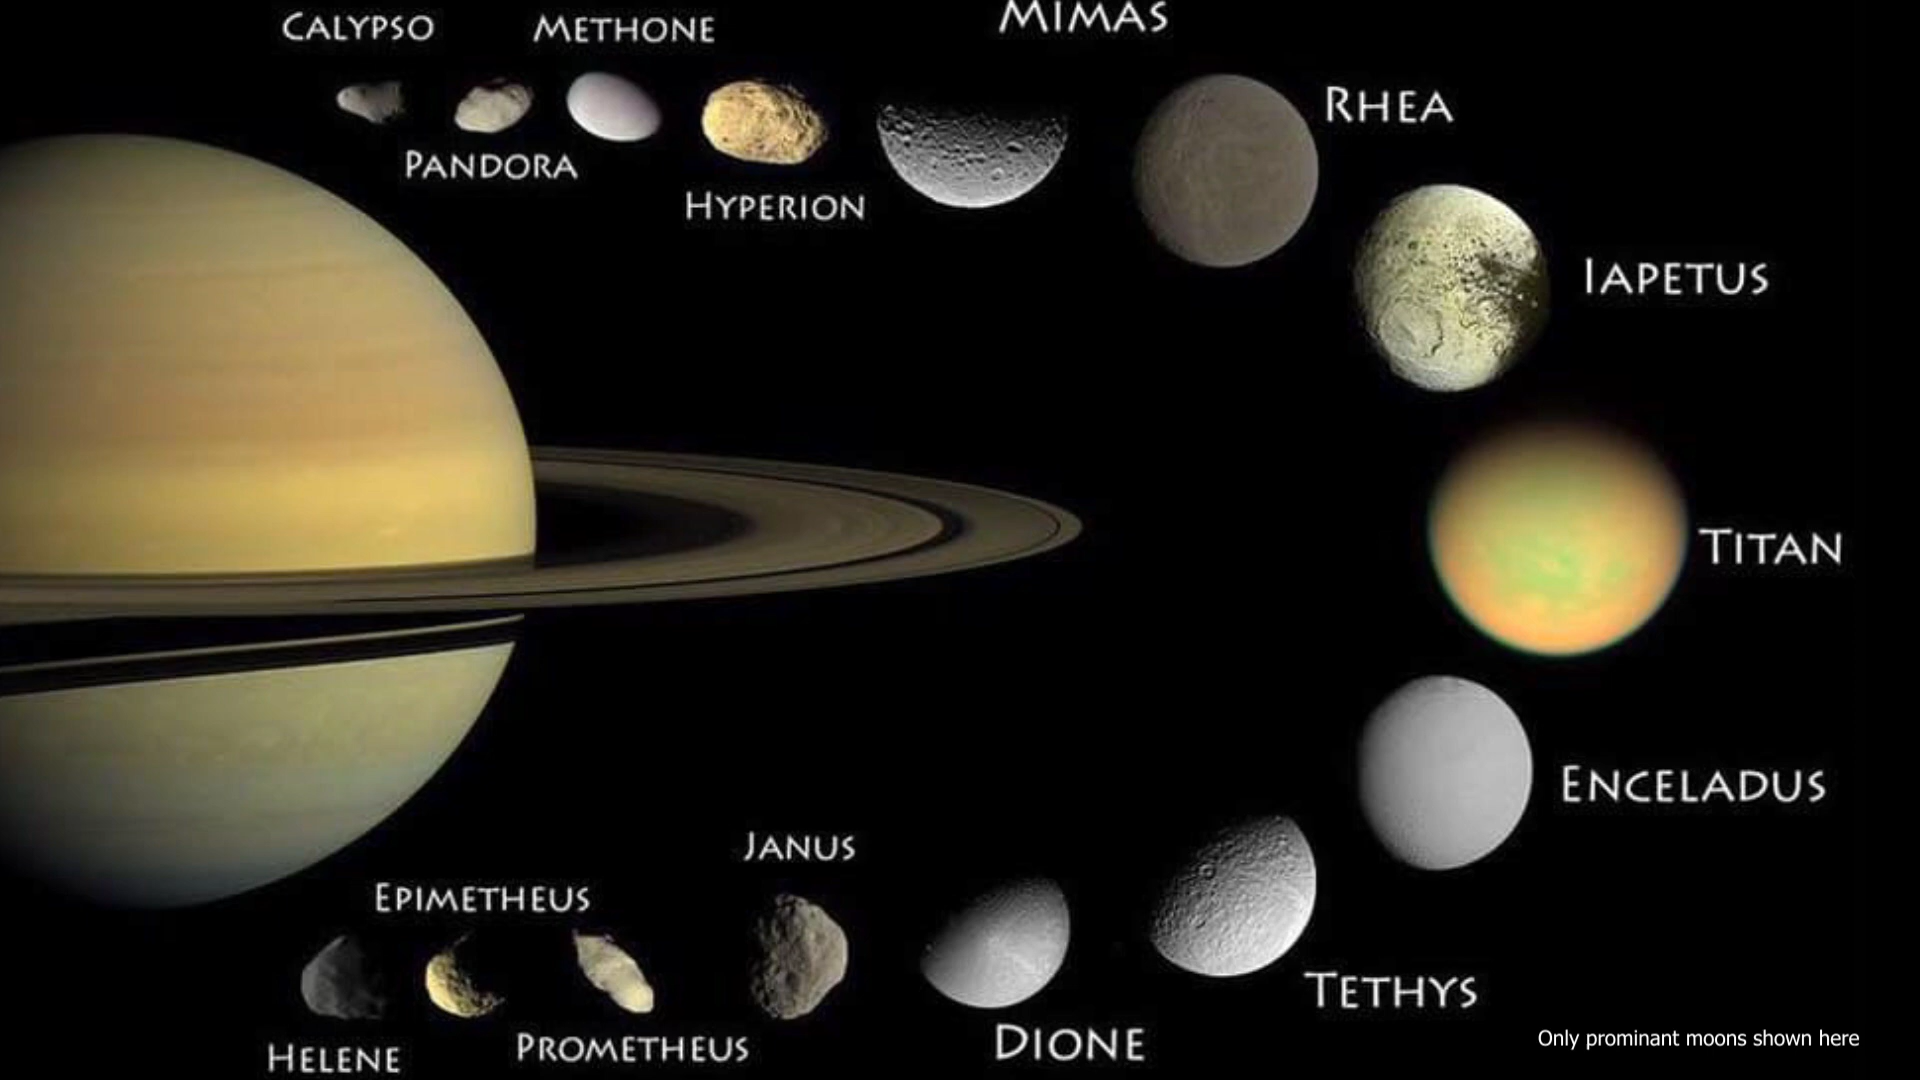 CALYPSO
METHONE
MIMAS
RHEA
PANDORA
HYPERION
IAPETUS
TITAN
ENCELADUS
JANUS
EPIMETHEUS
TETHYS
DIONE
PROMETHEUS
HELENE
Only prominant moons shown here